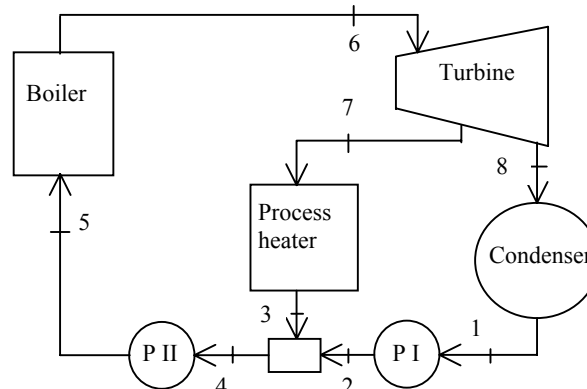 6
Turbine
Boiler
7
8
Process
heater
5
Condenser
3
1
P II
P I
4
2